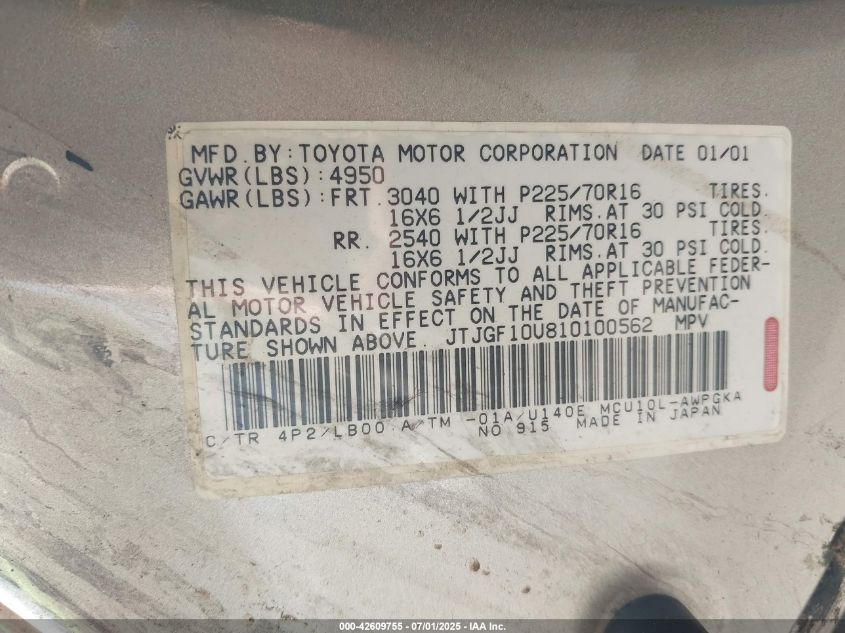 MFD.BY:TOYOTA MOTOR CORPORATION DATE 01/01
GVWR(LBS):4950
GAWR(LBS):FRT.3040 WITH P225/70R16 TIRES.
16X6 1/2JJ RIMS.AT 30 PSI COLD.
RR. 2540 WITH P225/70R16 TIRES.
16X6 1/2JJ RIMS.AT 30 PSI COLD.
THIS VEHICLE CONFORMS TO ALL APPLICABLE FEDER-
AL MOTOR VEHICLE SAFETY AND THEFT PREVENTION
STANDARDS IN EFFECT ON THE DATE OF MANUFAC-
TURE SHOWN ABOVE. JTJGF10U810100562 MPV
C/TR 4P2/LB00 A/TM -01A/U140E MCU10L-AWPGKA
NO 915 MADE IN JAPAN
000-42609755 - 07/01/2025 - IAA Inc.